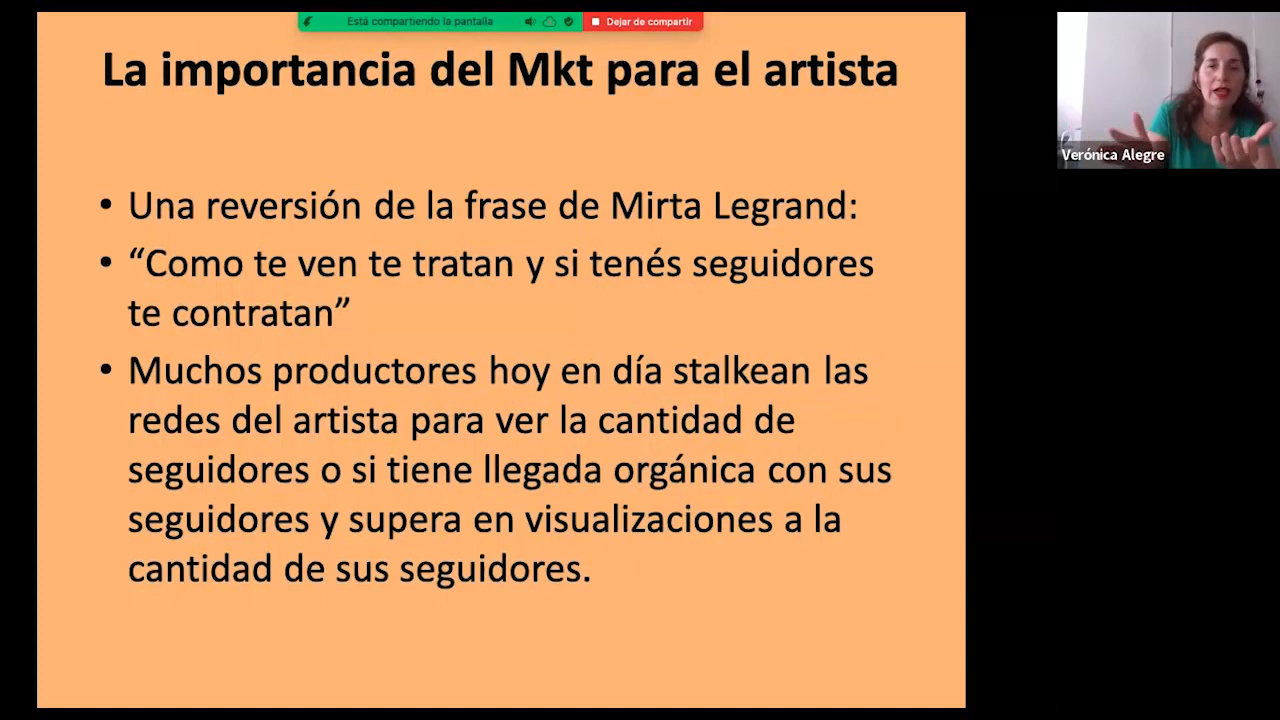 Está compartiendo la pantalla
Dejar de compartir
La importancia del Mkt para el artista
• Una reversión de la frase de Mirta Legrand:
• “Como te ven te tratan y si tenés seguidores
te contratan”
• Muchos productores hoy en día stalkean las
redes del artista para ver la cantidad de
seguidores o si tiene llegada orgánica con sus
seguidores y supera en visualizaciones a la
cantidad de sus seguidores.
Verónica Alegre